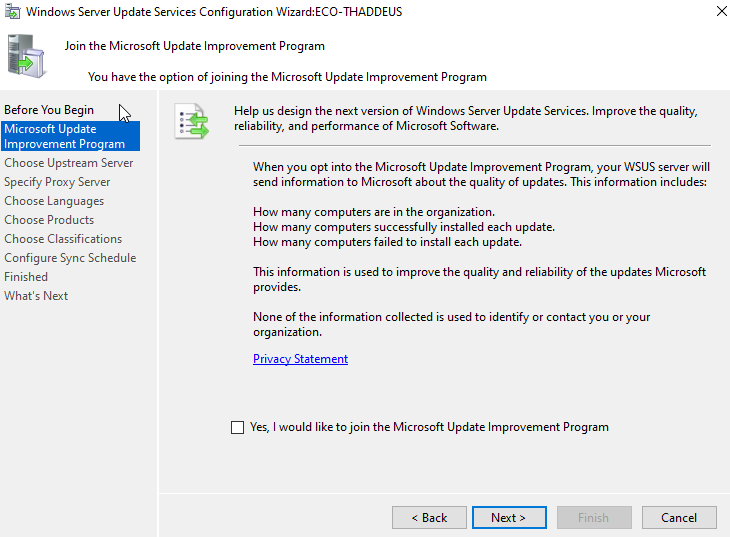 Windows Server Update Services Configuration Wizard:ECO-THADDEUS
Join the Microsoft Update Improvement Program
You have the option of joining the Microsoft Update Improvement Program
Before You Begin
Microsoft Update
Improvement Program
Choose Upstream Server
Specify Proxy Server
Choose Languages
Choose Products
Choose Classifications
Configure Sync Schedule
Finished
What's Next
Help us design the next version of Windows Server Update Services. Improve the quality,
reliability, and performance of Microsoft Software.
When you opt into the Microsoft Update Improvement Program, your WSUS server will
send information to Microsoft about the quality of updates. This information includes:
How many computers are in the organization.
How many computers successfully installed each update.
How many computers failed to install each update.
This information is used to improve the quality and reliability of the updates Microsoft
provides.
None of the information collected is used to identify or contact you or your
organization.
Privacy Statement
Yes, I would like to join the Microsoft Update Improvement Program
< Back
Next >
Finish
Cancel